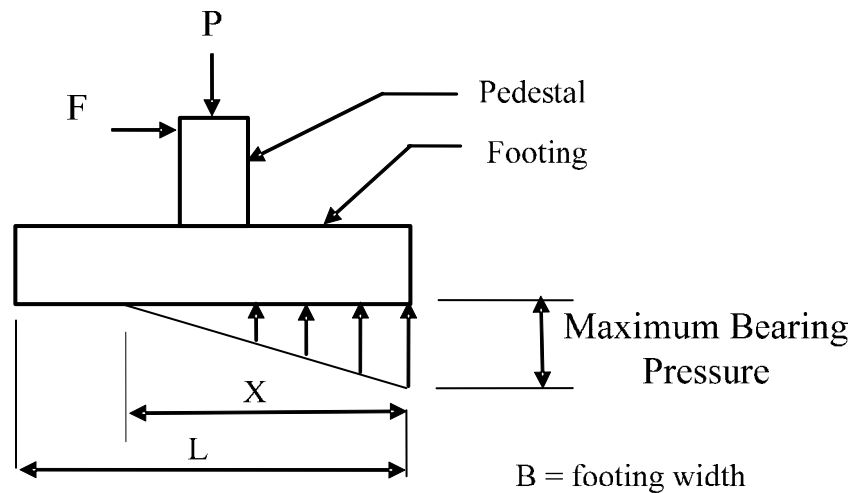 P
F
Pedestal
Footing
Maximum Bearing
Pressure
X
L
B = footing width